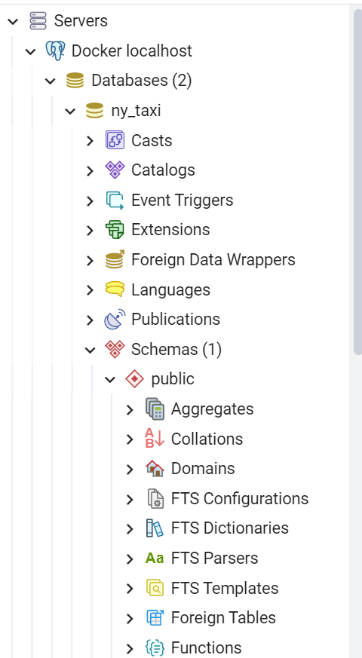 Servers
Docker localhost
Databases (2)
ny_taxi
Casts
Catalogs
Event Triggers
Extensions
Foreign Data Wrappers
Languages
Publications
Schemas (1)
public
Aggregates
A
B Collations
Domains
FTS Configurations
FTS Dictionaries
Aa FTS Parsers
FTS Templates
Foreign Tables
Functions